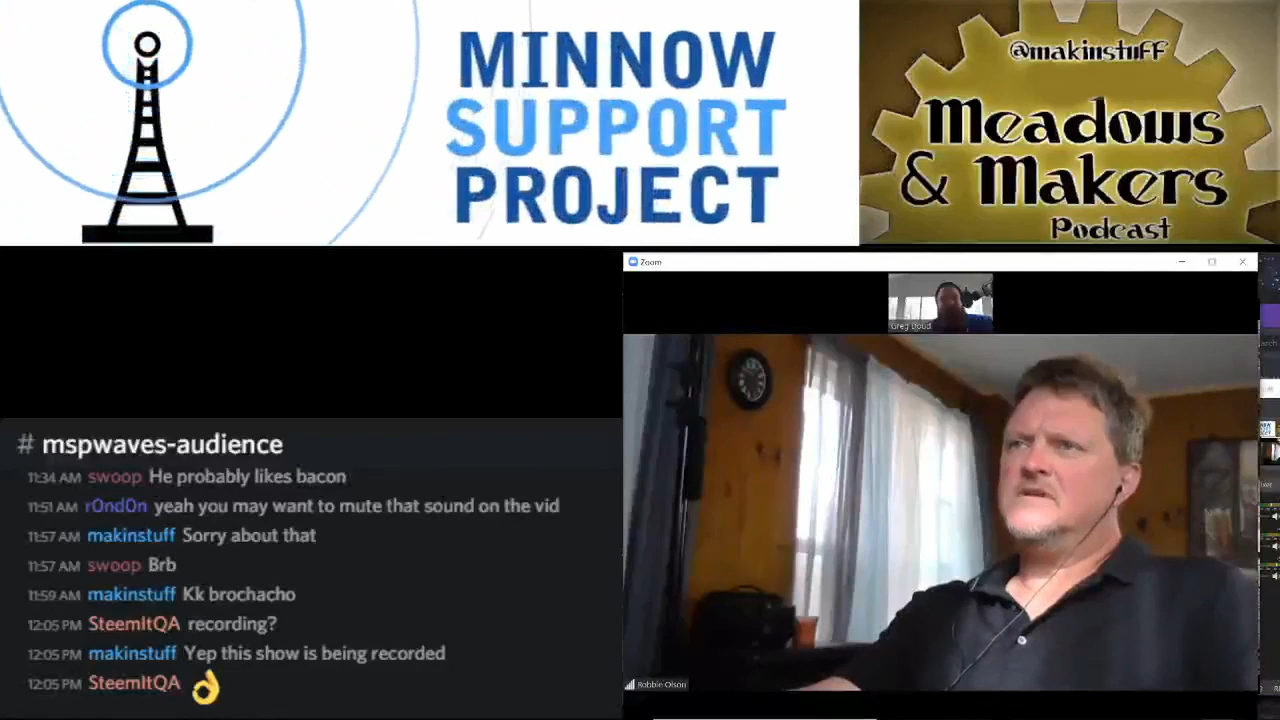 MINNOW
SUPPORT
PROJECT
@makinstuff
Meadows
& Makers
Podcast
Zoom
Greg Doud
# mspwaves-audience
11:34 AM swoop He probably likes bacon
11:51 AM r0nd0n yeah you may want to mute that sound on the vid
11:57 AM makinstuff Sorry about that
11:57 AM swoop Brb
11:59 AM makinstuff Kk brochacho
12:05 PM SteemItQA recording?
12:05 PM makinstuff Yep this show is being recorded
12:05 PM SteemItQA 👌
Robbie Olson